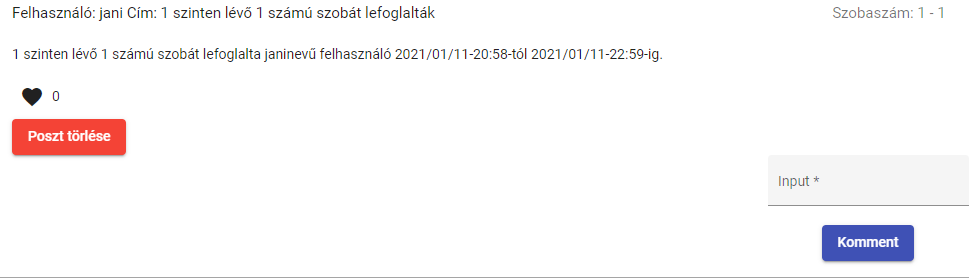 Felhasználó: jani Cím: 1 szinten lévő 1 számú szobát lefoglalták
Szobaszám: 1 - 1
1 szinten lévő 1 számú szobát lefoglalta janinevű felhasználó 2021/01/11-20:58-tól 2021/01/11-22:59-ig.
0
Poszt törlése
Input *
Komment